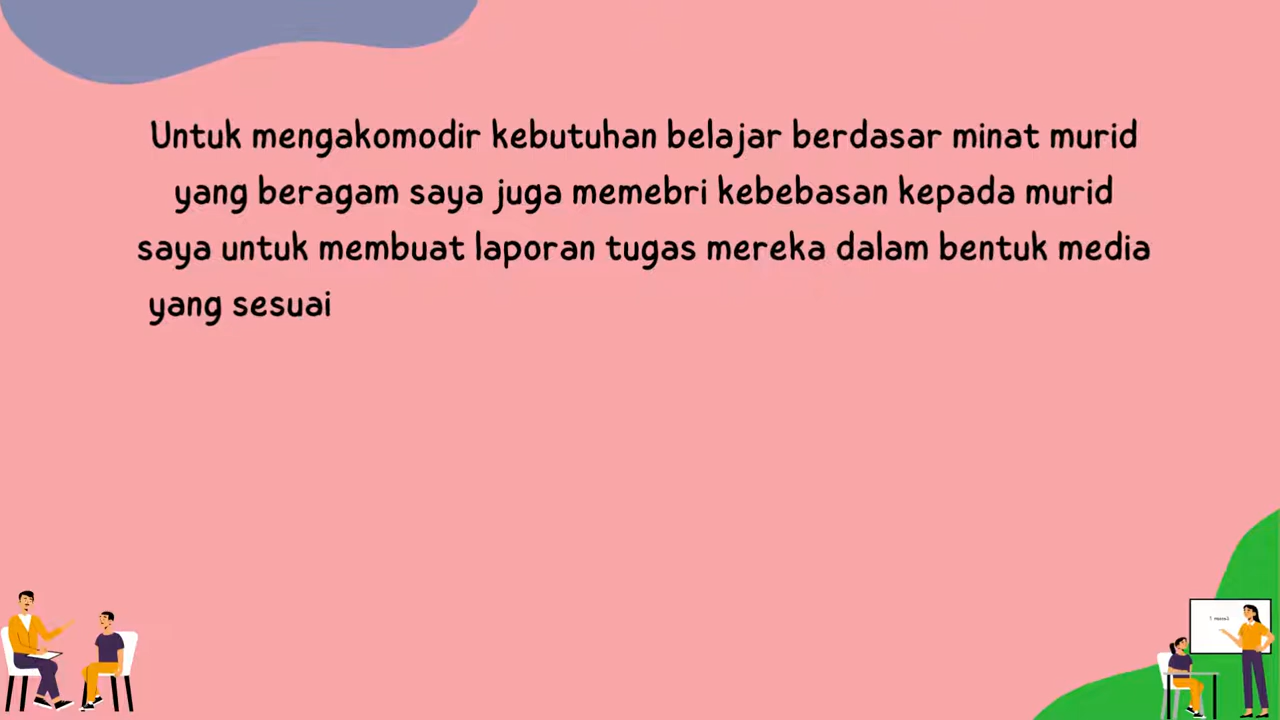 Untuk mengakomodir kebutuhan belajar berdasar minat murid
yang beragam saya juga memebri kebebasan kepada murid
saya untuk membuat laporan tugas mereka dalam bentuk media
yang sesuai